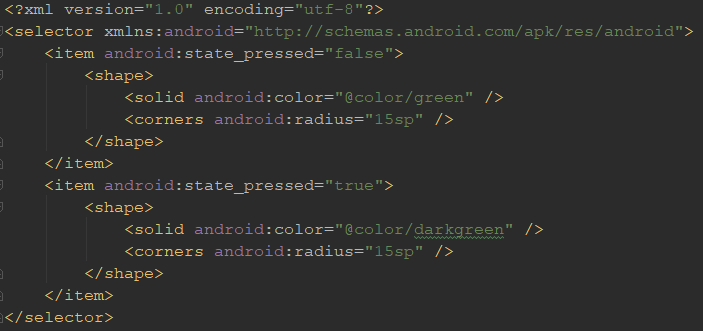 <?xml version="1.0" encoding="utf-8"?>
<selector xmlns:android="http://schemas.android.com/apk/res/android">
    <item android:state_pressed="false">
        <shape>
            <solid android:color="@color/green" />
            <corners android:radius="15sp" />
        </shape>
    </item>
    <item android:state_pressed="true">
        <shape>
            <solid android:color="@color/darkgreen" />
            <corners android:radius="15sp" />
        </shape>
    </item>
</selector>